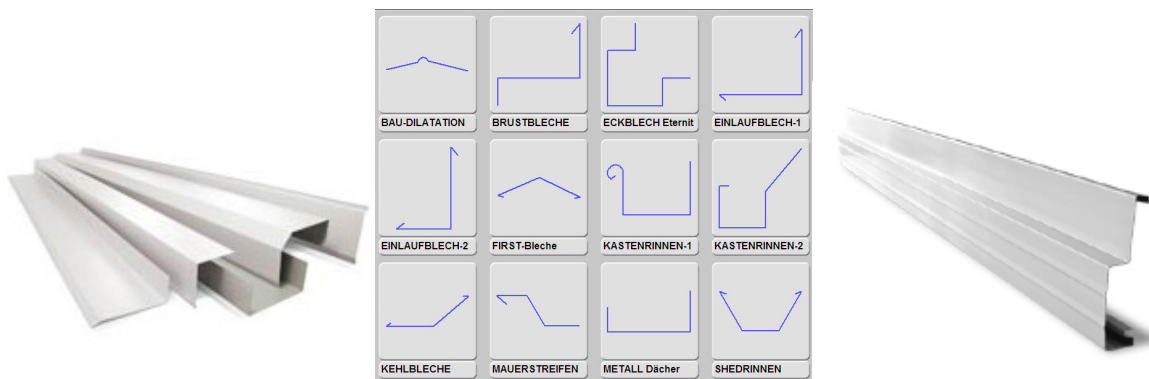 BAU-DILATATION
BRUSTBLECHE
ECKBLECH Eternit
EINLAUFBLECH-1
EINLAUFBLECH-2
FIRST-Bleche
KASTENRINNEN-1
KASTENRINNEN-2
KEHLBLECHE
MAUERSTREIFEN
METALL Dächer
SHEDRINNEN